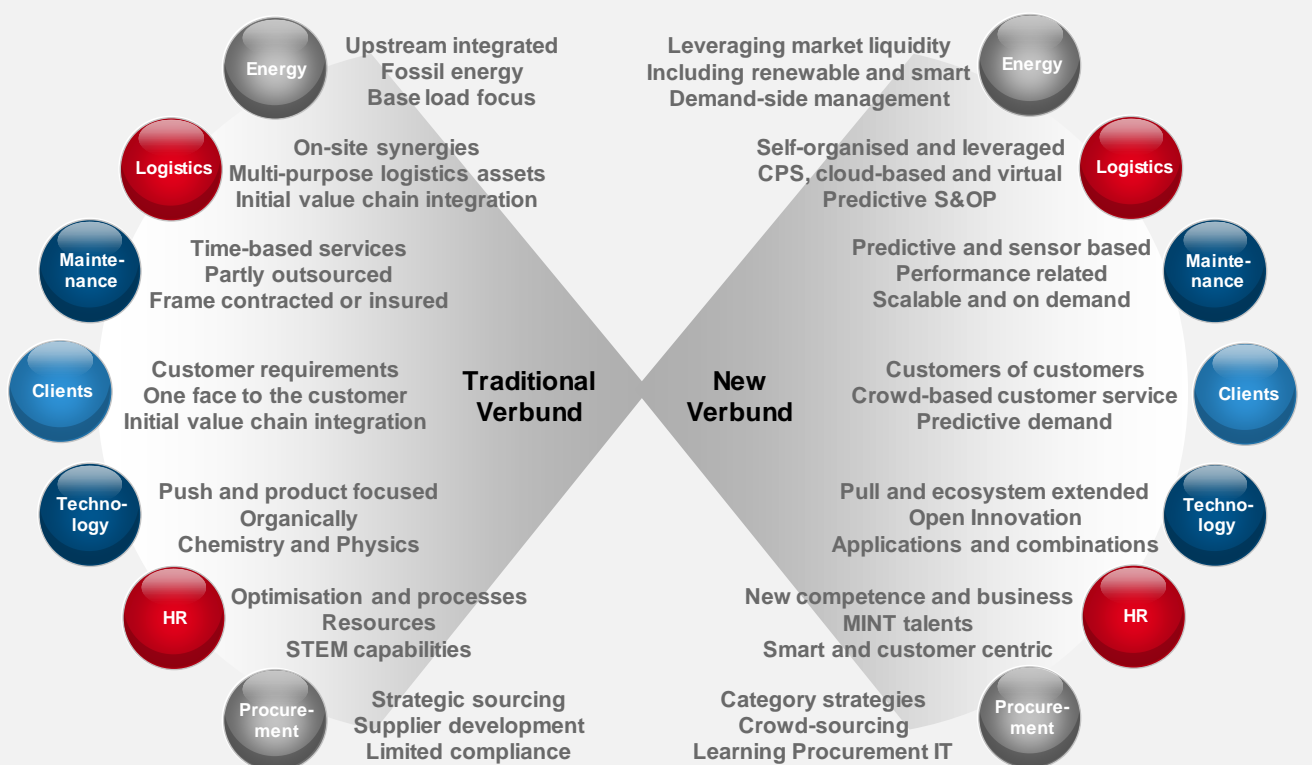 Energy
Upstream integrated
Fossil energy
Base load focus
Logistics
On-site synergies
Multi-purpose logistics assets
Initial value chain integration
Mainte-
nance
Time-based services
Partly outsourced
Frame contracted or insured
Clients
Customer requirements
One face to the customer
Initial value chain integration
Techno-
logy
Push and product focused
Organically
Chemistry and Physics
HR
Optimisation and processes
Resources
STEM capabilities
Procure-
ment
Strategic sourcing
Supplier development
Limited compliance
Traditional
Verbund
New
Verbund
Leveraging market liquidity
Including renewable and smart
Demand-side management
Energy
Self-organised and leveraged
CPS, cloud-based and virtual
Predictive S&OP
Logistics
Predictive and sensor based
Performance related
Scalable and on demand
Mainte-
nance
Customers of customers
Crowd-based customer service
Predictive demand
Clients
Pull and ecosystem extended
Open Innovation
Applications and combinations
Techno-
logy
New competence and business
MINT talents
Smart and customer centric
HR
Category strategies
Crowd-sourcing
Learning Procurement IT
Procure-
ment